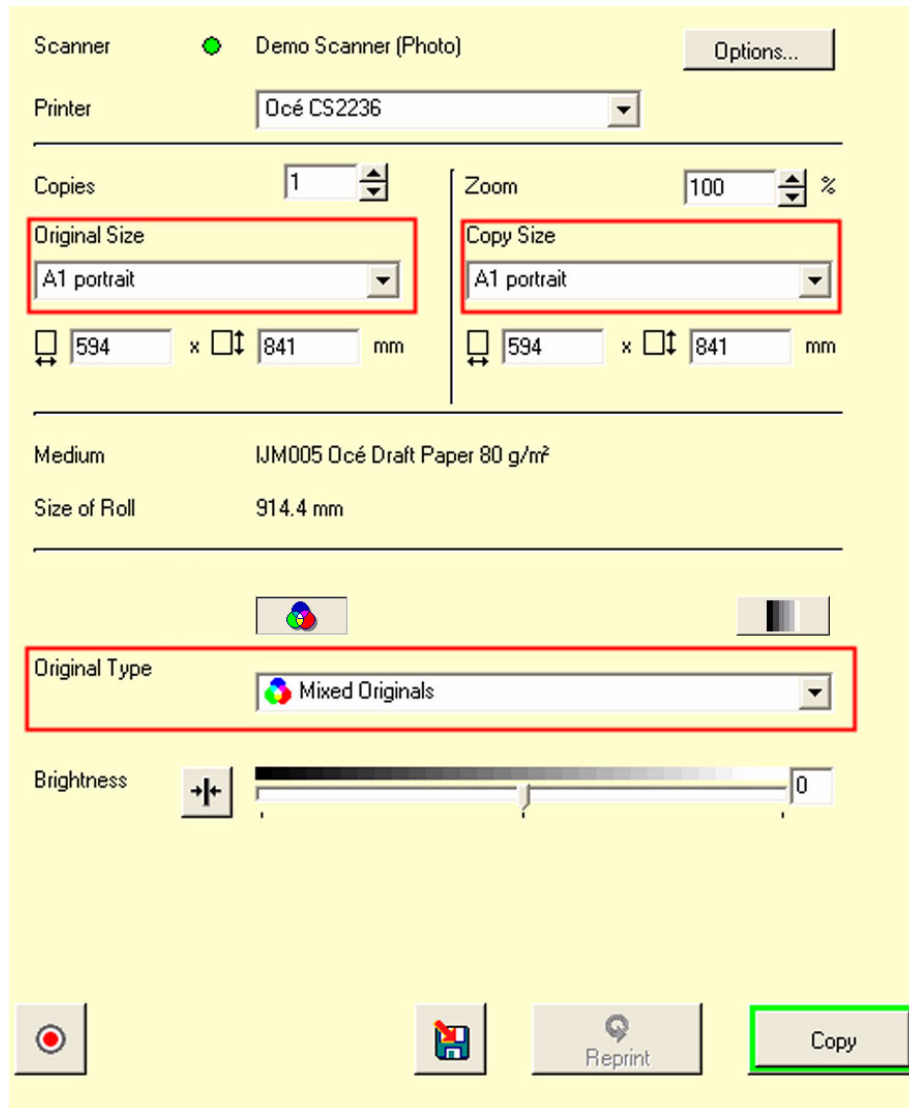 Scanner Demo Scanner (Photo) Options...
Printer Océ CS2236
Copies 1 Zoom 100 %
Original Size Copy Size
A1 portrait A1 portrait
594 x 841 mm 594 x 841 mm
Medium IJM005 Océ Draft Paper 80 g/m²
Size of Roll 914.4 mm
Original Type Mixed Originals
Brightness 0
Reprint Copy